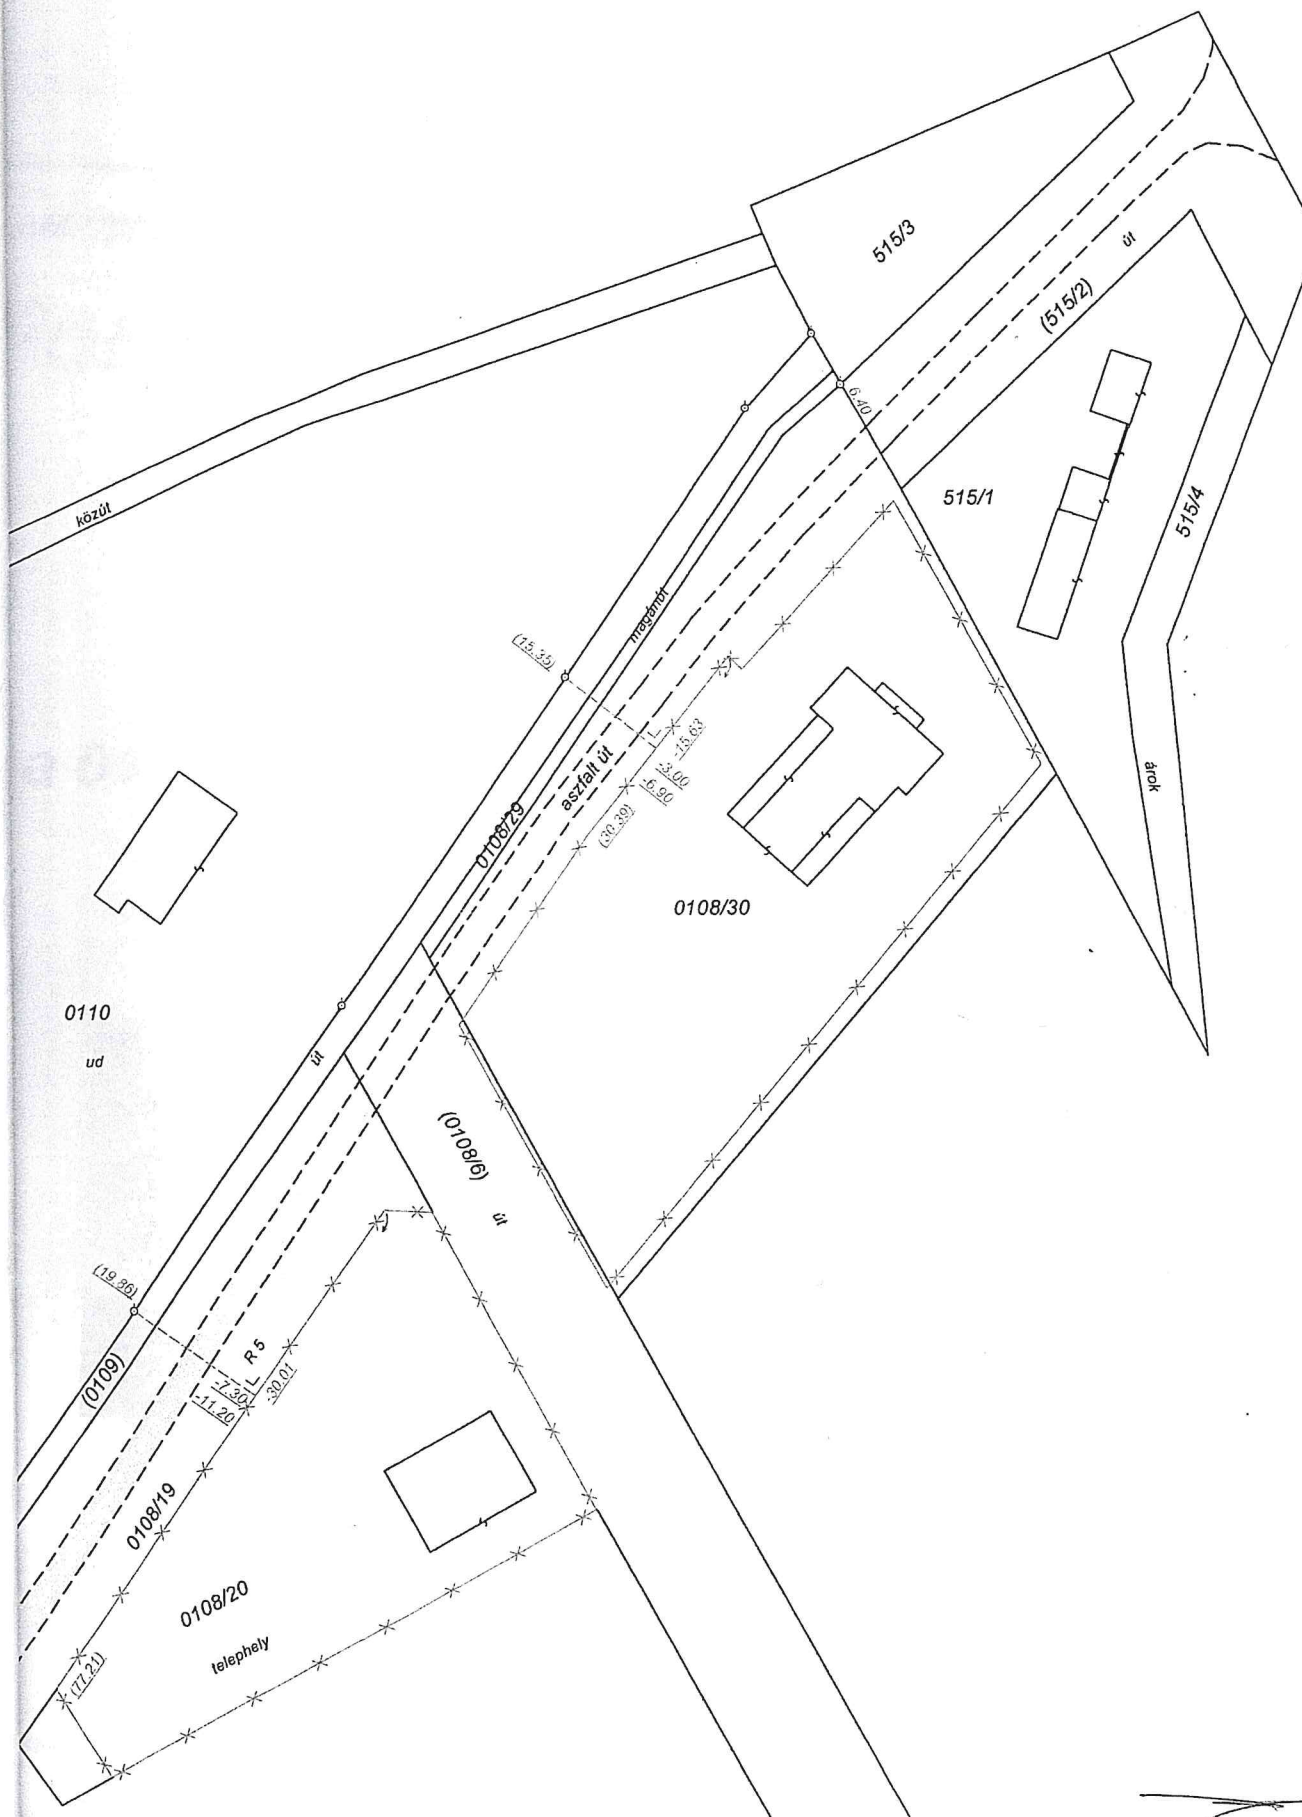 515/3
út
(515/2)
6.40
közút
515/1
515/4
magánút
(15.35)
-15.63
-3.00
-6.90
(30.39)
aszfalt út
0108/29
árok
0108/30
0110
ud
út
(0108/6)
út
(19.86)
R 5
(0109)
-7.30
-11.20
-30.01
0108/19
0108/20
telephely
(77.21)